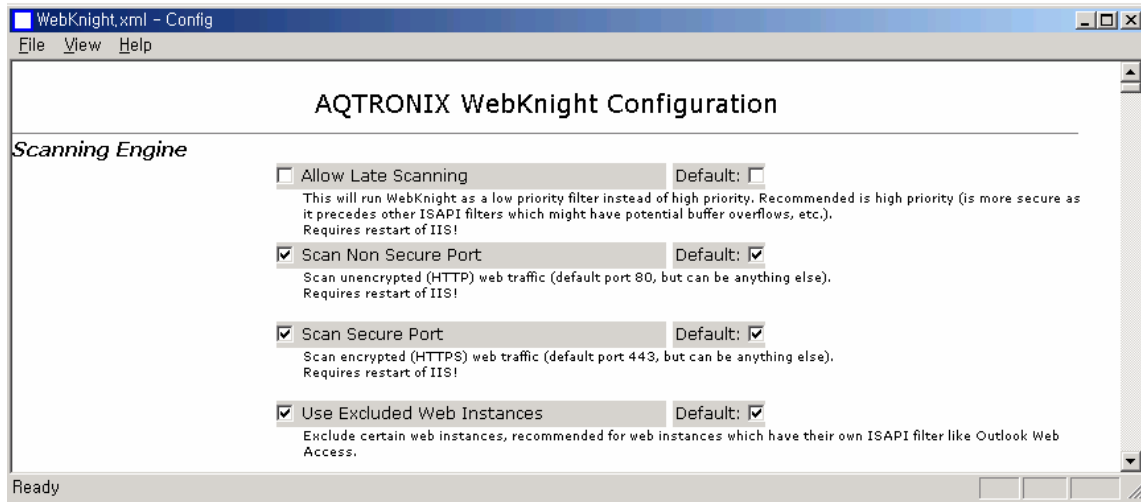 WebKnight.xml - Config
File View Help
AQTRONIX WebKnight Configuration
Scanning Engine
Allow Late Scanning Default:
This will run WebKnight as a low priority filter instead of high priority. Recommended is high priority (is more secure as
it precedes other ISAPI filters which might have potential buffer overflows, etc.).
Requires restart of IIS!
Scan Non Secure Port Default:
Scan unencrypted (HTTP) web traffic (default port 80, but can be anything else).
Requires restart of IIS!
Scan Secure Port Default:
Scan encrypted (HTTPS) web traffic (default port 443, but can be anything else).
Requires restart of IIS!
Use Excluded Web Instances Default:
Exclude certain web instances, recommended for web instances which have their own ISAPI filter like Outlook Web
Access.
Ready